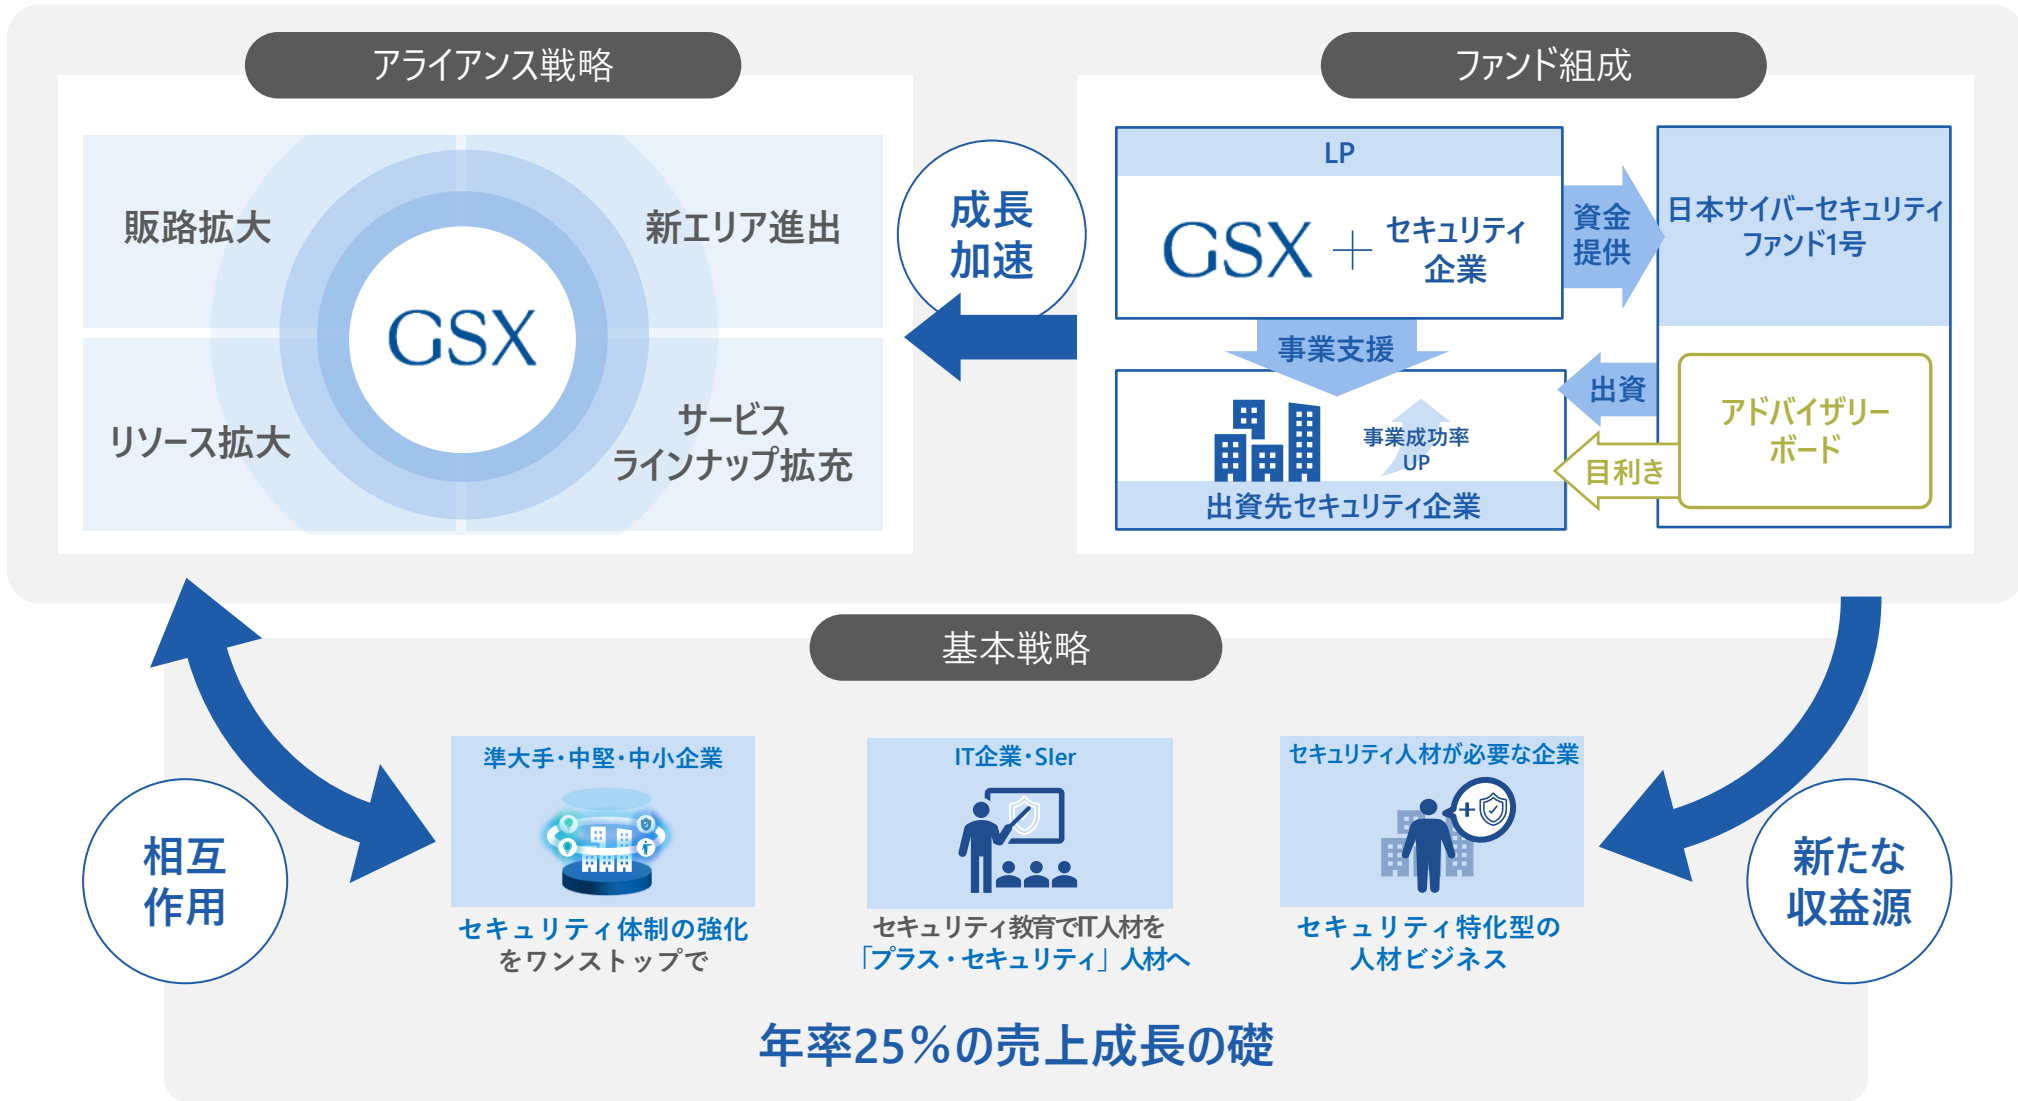 アライアンス戦略
販路拡大
新エリア進出
GSX
リソース拡大
サービス
ラインナップ拡充
成長
加速
ファンド組成
LP
GSX + セキュリティ
企業
資金
提供
日本サイバーセキュリティ
ファンド1号
事業支援
出資
アドバイザリー
ボード
目利き
事業成功率
UP
出資先セキュリティ企業
基本戦略
相互
作用
準大手・中堅・中小企業
セキュリティ体制の強化
をワンストップで
IT企業・SIer
セキュリティ教育でIT人材を
「プラス・セキュリティ」人材へ
セキュリティ人材が必要な企業
+
セキュリティ特化型の
人材ビジネス
新たな
収益源
年率25％の売上成長の礎